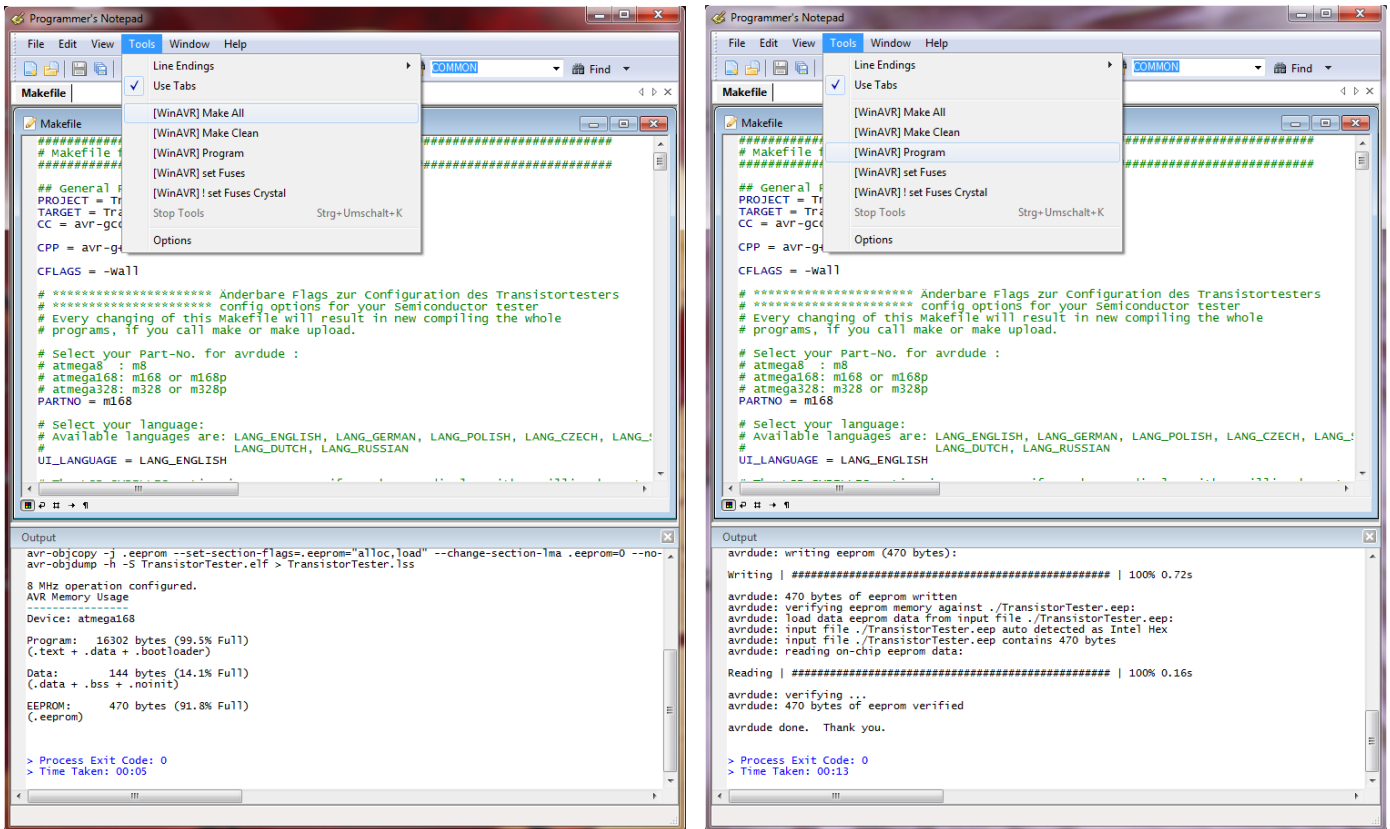 Programmer's Notepad
File Edit View Tools Window Help
COMMON Find
Line Endings
Use Tabs
[WinAVR] Make All
[WinAVR] Make Clean
[WinAVR] Program
[WinAVR] set Fuses
[WinAVR] ! set Fuses Crystal
Stop Tools Strg+Umschalt+K
Options
Makefile
Makefile
##########
# Makefile
##########
## General
PROJECT =
TARGET =
CC = avr-gcc
CPP = avr-g+
CFLAGS = -Wall
# ********************** Änderbare Flags zur Configuration des Transistortesters
# ********************** config options for your Semiconductor tester
# Every changing of this Makefile will result in new compiling the whole
# programs, if you call make or make upload.
# Select your Part-No. for avrdude :
# atmega8 : m8
# atmega168: m168 or m168p
# atmega328: m328 or m328p
PARTNO = m168
# Select your language:
# Available languages are: LANG_ENGLISH, LANG_GERMAN, LANG_POLISH, LANG_CZECH, LANG_S
# LANG_DUTCH, LANG_RUSSIAN
UI_LANGUAGE = LANG_ENGLISH
Output
avr-objcopy -j .eeprom --set-section-flags=.eeprom="alloc,load" --change-section-lma .eeprom=0 --no-
avr-objdump -h -S TransistorTester.elf > TransistorTester.lss
8 MHz operation configured.
AVR Memory Usage
----------------
Device: atmega168
Program: 16302 bytes (99.5% Full)
(.text + .data + .bootloader)
Data: 144 bytes (14.1% Full)
(.data + .bss + .noinit)
EEPROM: 470 bytes (91.8% Full)
(.eeprom)
> Process Exit Code: 0
> Time Taken: 00:05
Programmer's Notepad
File Edit View Tools Window Help
COMMON Find
Line Endings
Use Tabs
[WinAVR] Make All
[WinAVR] Make Clean
[WinAVR] Program
[WinAVR] set Fuses
[WinAVR] ! set Fuses Crystal
Stop Tools Strg+Umschalt+K
Options
Makefile
Makefile
##########
# Makefile
##########
## General
PROJECT =
TARGET =
CC = avr-gcc
CPP = avr-g+
CFLAGS = -Wall
# ********************** Änderbare Flags zur Configuration des Transistortesters
# ********************** config options for your Semiconductor tester
# Every changing of this Makefile will result in new compiling the whole
# programs, if you call make or make upload.
# Select your Part-No. for avrdude :
# atmega8 : m8
# atmega168: m168 or m168p
# atmega328: m328 or m328p
PARTNO = m168
# Select your language:
# Available languages are: LANG_ENGLISH, LANG_GERMAN, LANG_POLISH, LANG_CZECH, LANG_S
# LANG_DUTCH, LANG_RUSSIAN
UI_LANGUAGE = LANG_ENGLISH
Output
avrdude: writing eeprom (470 bytes):
Writing | ################################################## | 100% 0.72s
avrdude: 470 bytes of eeprom written
avrdude: verifying eeprom memory against ./TransistorTester.eep:
avrdude: load data eeprom data from input file ./TransistorTester.eep:
avrdude: input file ./TransistorTester.eep auto detected as Intel Hex
avrdude: input file ./TransistorTester.eep contains 470 bytes
avrdude: reading on-chip eeprom data:
Reading | ################################################## | 100% 0.16s
avrdude: verifying ...
avrdude: 470 bytes of eeprom verified
avrdude done. Thank you.
> Process Exit Code: 0
> Time Taken: 00:13